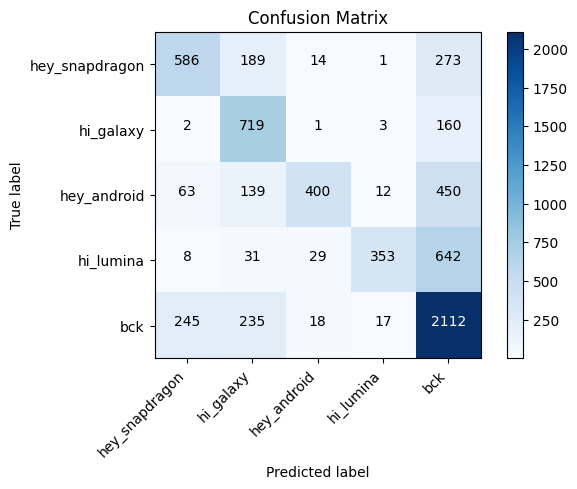 Confusion Matrix
True label
hey_snapdragon 586 189 14 1 273
hi_galaxy 2 719 1 3 160
hey_android 63 139 400 12 450
hi_lumina 8 31 29 353 642
bck 245 235 18 17 2112
hey_snapdragon hi_galaxy hey_android hi_lumina bck
Predicted label
2000
1750
1500
1250
1000
750
500
250